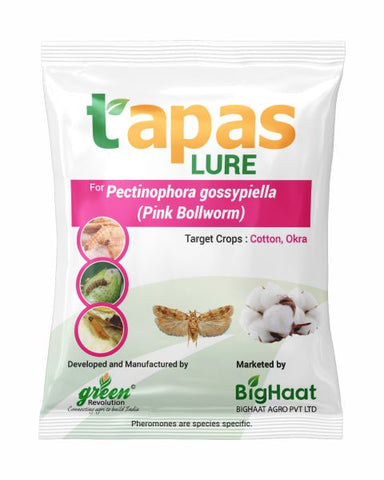 tapas
LURE
For Pectinophora gossypiella
(Pink Bollworm)
Target Crops : Cotton, Okra
Developed and Manufactured by
Marketed by
green©
Revolution
Connecting agri to build India
BigHaat
BIGHAAT AGRO PVT LTD
Pheromones are species specific.